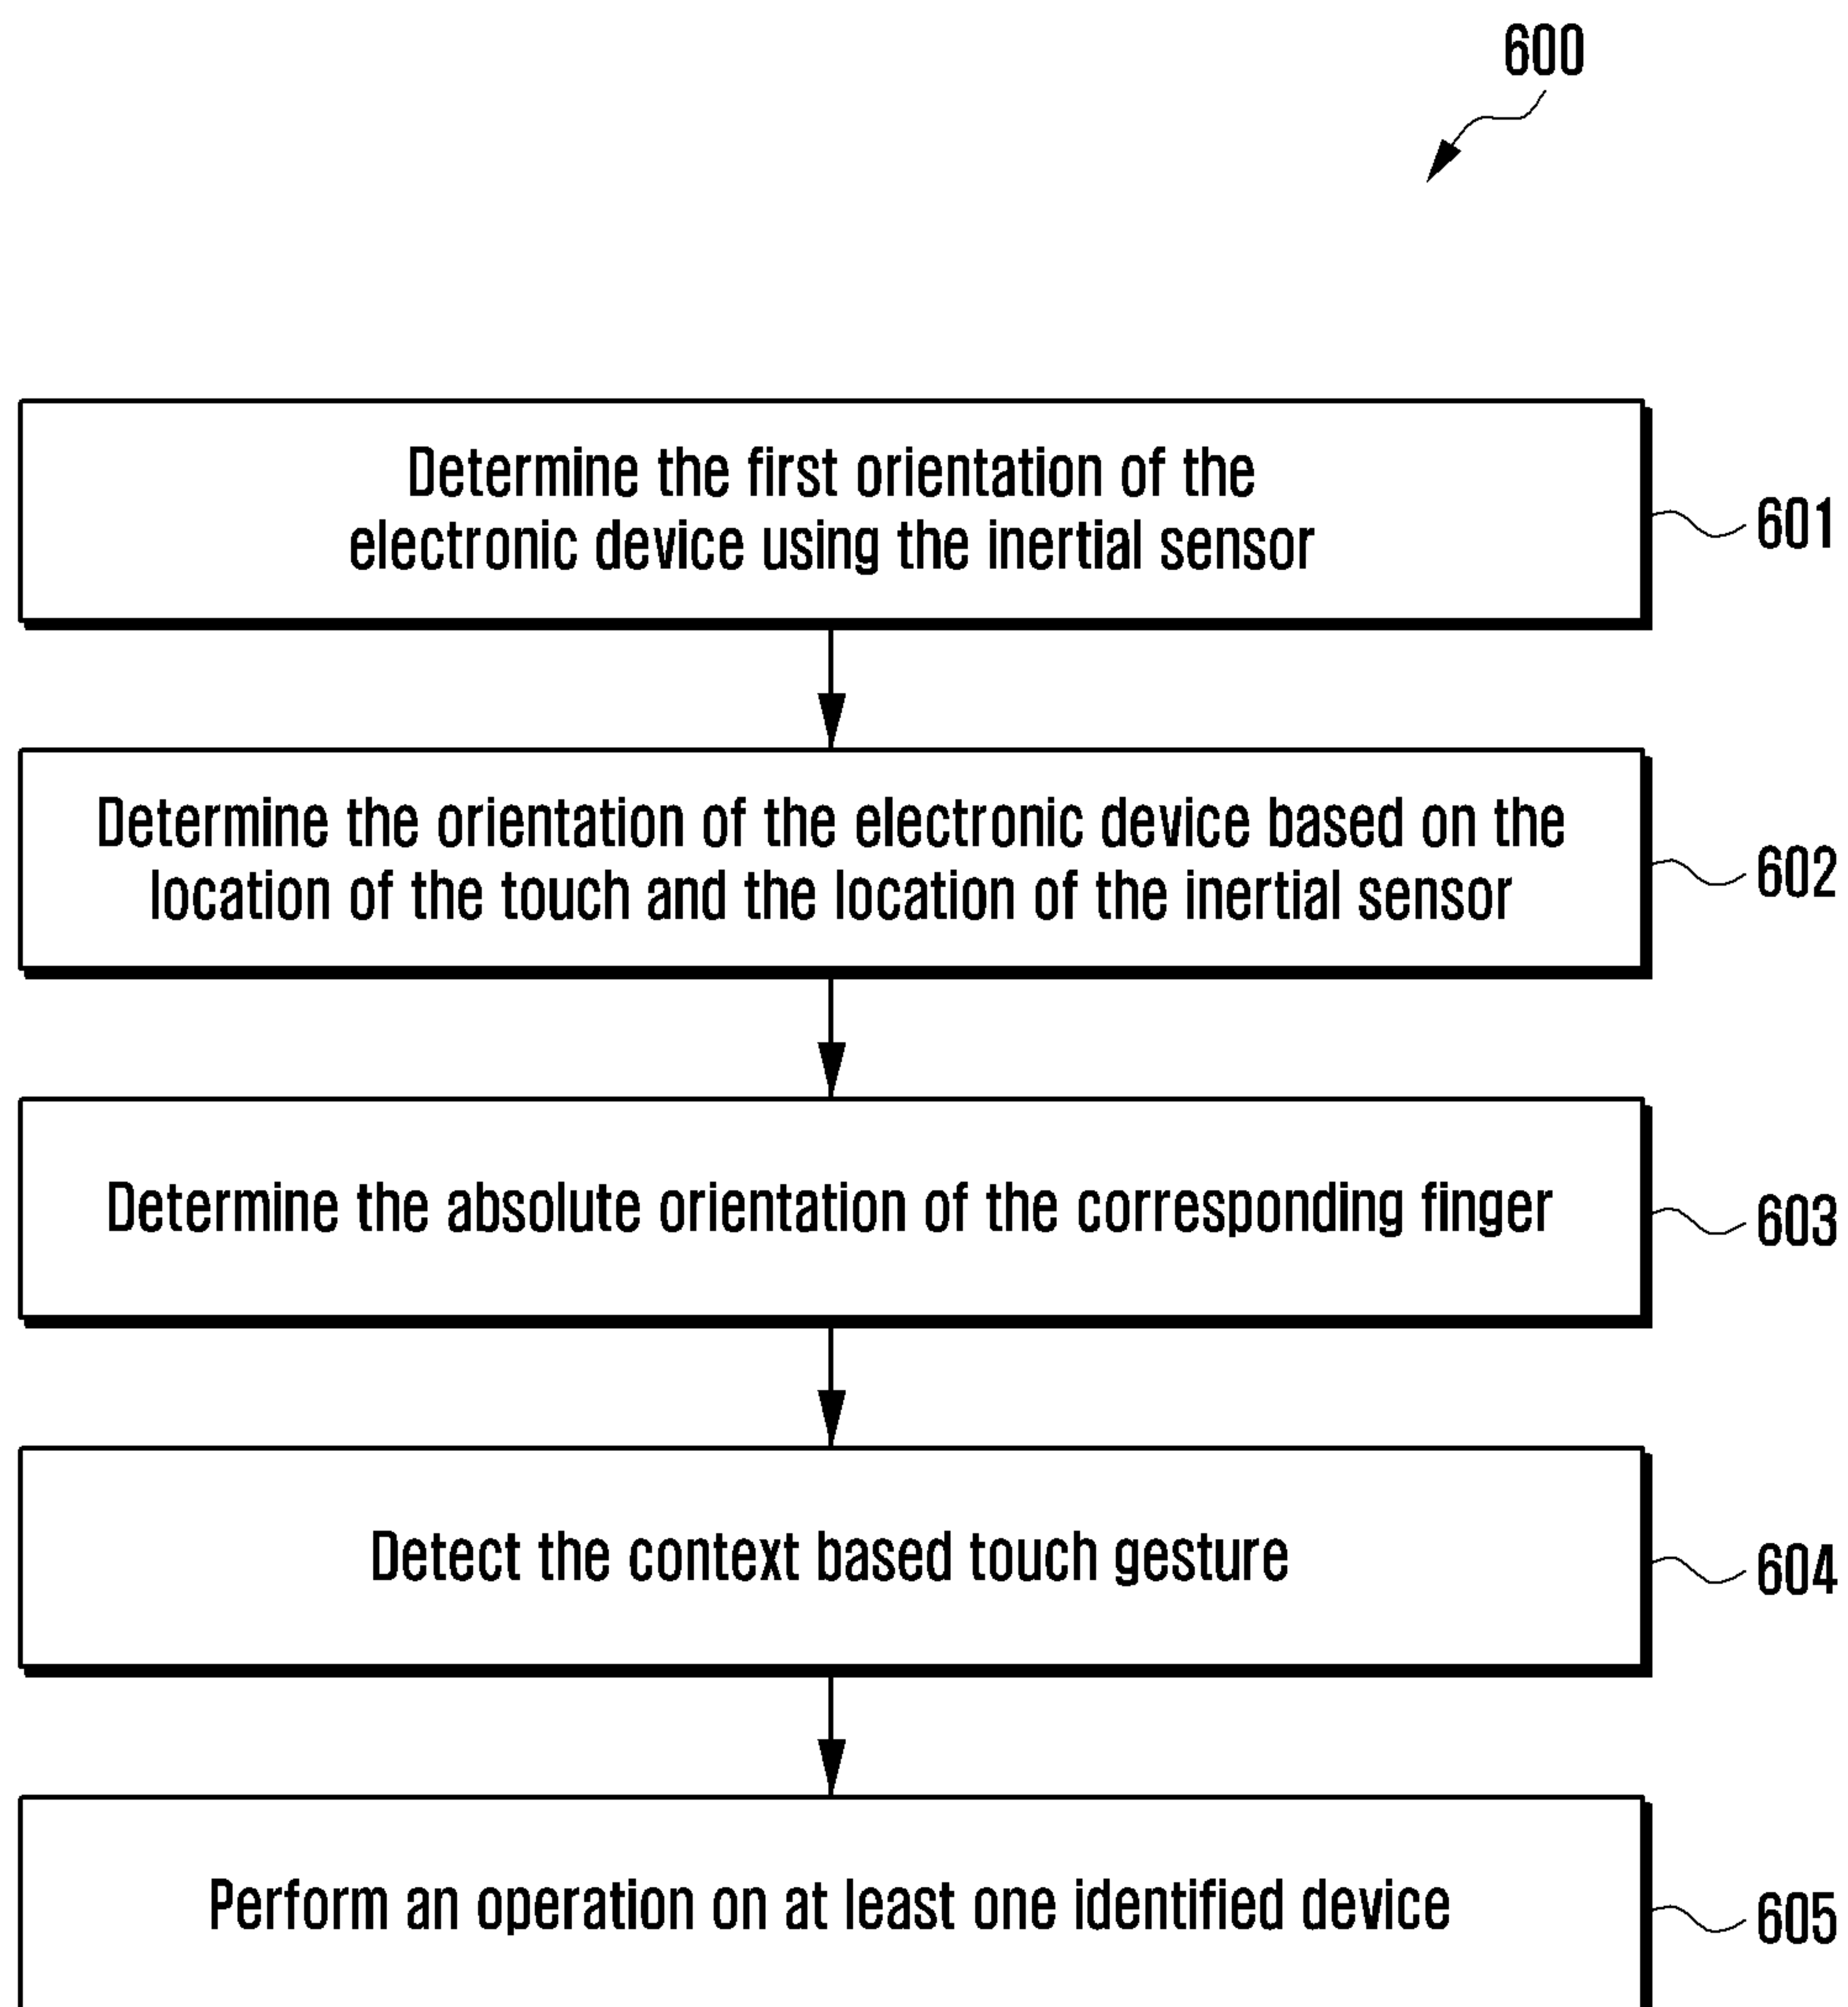 600
Determine the first orientation of the
electronic device using the inertial sensor
601
Determine the orientation of the electronic device based on the
location of the touch and the location of the inertial sensor
602
Determine the absolute orientation of the corresponding finger
603
Detect the context based touch gesture
604
Perform an operation on at least one identified device
605